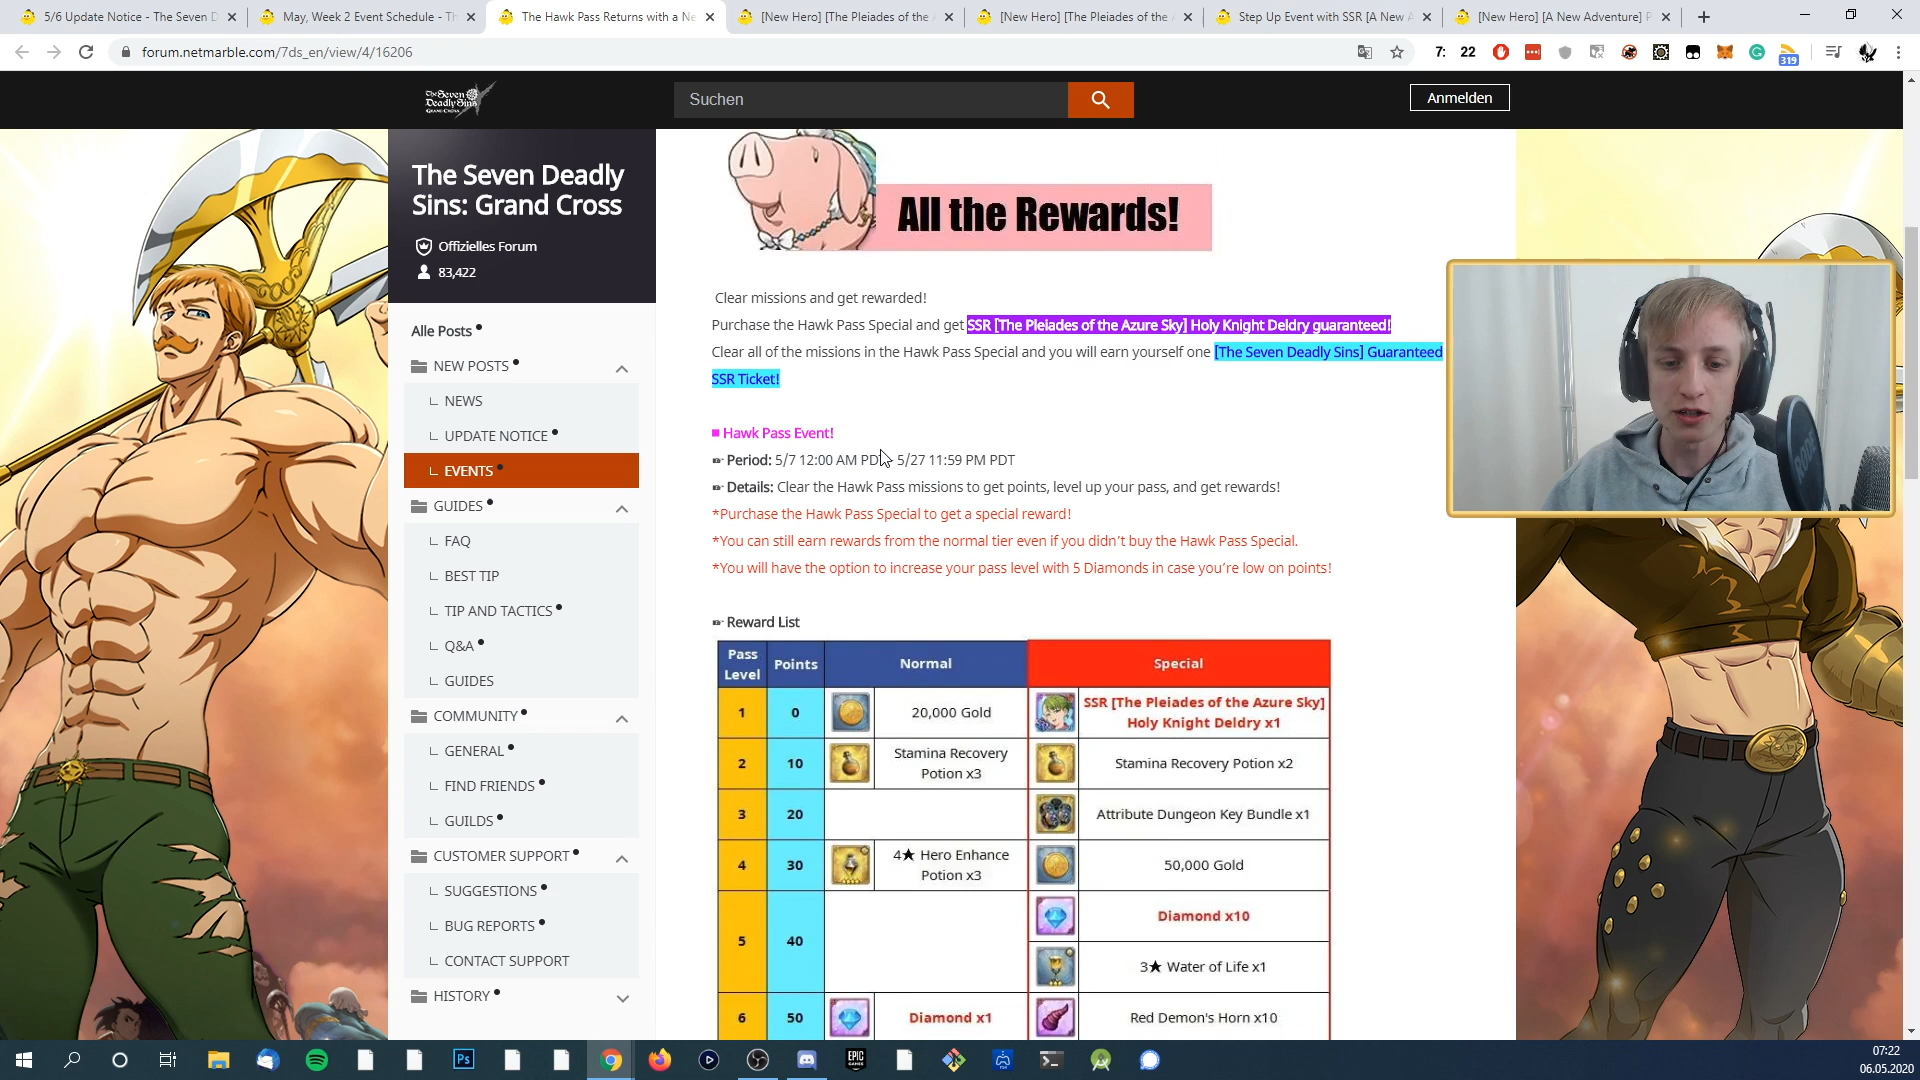 5/6 Update Notice - The Seven D
May, Week 2 Event Schedule - Th
The Hawk Pass Returns with a Ne
[New Hero] [The Pleiades of the A
[New Hero] [The Pleiades of the A
Step Up Event with SSR [A New A
[New Hero] [A New Adventure] P
forum.netmarble.com/7ds_en/view/4/16206
7: 22
319
The Seven
Deadly Sins
GRAND CROSS
Suchen
Anmelden
The Seven Deadly
Sins: Grand Cross
Offizielles Forum
83,422
Alle Posts
NEW POSTS
NEWS
UPDATE NOTICE
EVENTS
GUIDES
FAQ
BEST TIP
TIP AND TACTICS
Q&A
GUIDES
COMMUNITY
GENERAL
FIND FRIENDS
GUILDS
CUSTOMER SUPPORT
SUGGESTIONS
BUG REPORTS
CONTACT SUPPORT
HISTORY
All the Rewards!
Clear missions and get rewarded!
Purchase the Hawk Pass Special and get SSR [The Pleiades of the Azure Sky] Holy Knight Deldry guaranteed!
Clear all of the missions in the Hawk Pass Special and you will earn yourself one [The Seven Deadly Sins] Guaranteed
SSR Ticket!
■ Hawk Pass Event!
Period: 5/7 12:00 AM PD 5/27 11:59 PM PDT
Details: Clear the Hawk Pass missions to get points, level up your pass, and get rewards!
*Purchase the Hawk Pass Special to get a special reward!
*You can still earn rewards from the normal tier even if you didn't buy the Hawk Pass Special.
*You will have the option to increase your pass level with 5 Diamonds in case you're low on points!
Reward List
Pass Level Points Normal Special
1 0 20,000 Gold SSR [The Pleiades of the Azure Sky] Holy Knight Deldry x1
2 10 Stamina Recovery Potion x3 Stamina Recovery Potion x2
3 20 Attribute Dungeon Key Bundle x1
4 30 4★ Hero Enhance Potion x3 50,000 Gold
5 40 Diamond x10
3★ Water of Life x1
6 50 Diamond x1 Red Demon's Horn x10
RODE
Ps
EPIC
GAMES
07:22
06.05.2020